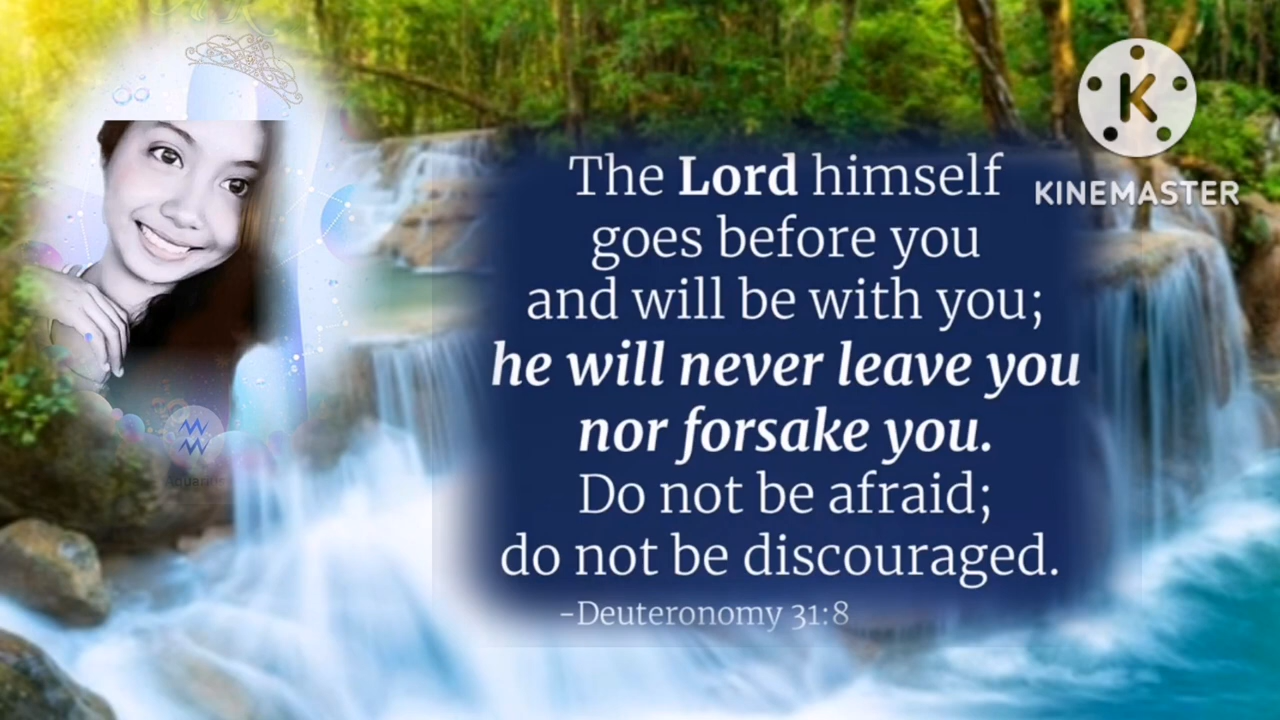 The Lord himself
goes before you
and will be with you;
he will never leave you
nor forsake you.
Do not be afraid;
do not be discouraged.
-Deuteronomy 31:8
K
KINEMASTER
Aquarius